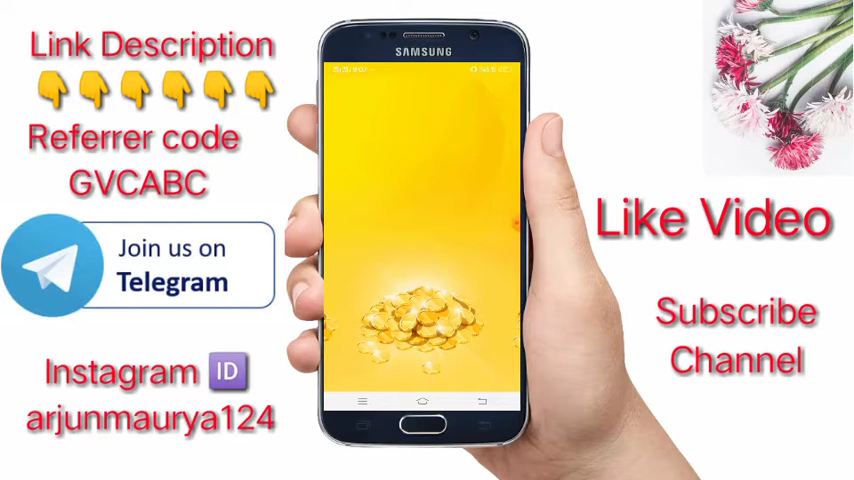 Link Description
👇👇👇👇👇👇
Referrer code
GVCABC
Join us on
Telegram
Instagram 🆔
arjunmaurya124
SAMSUNG
Like Video
Subscribe
Channel